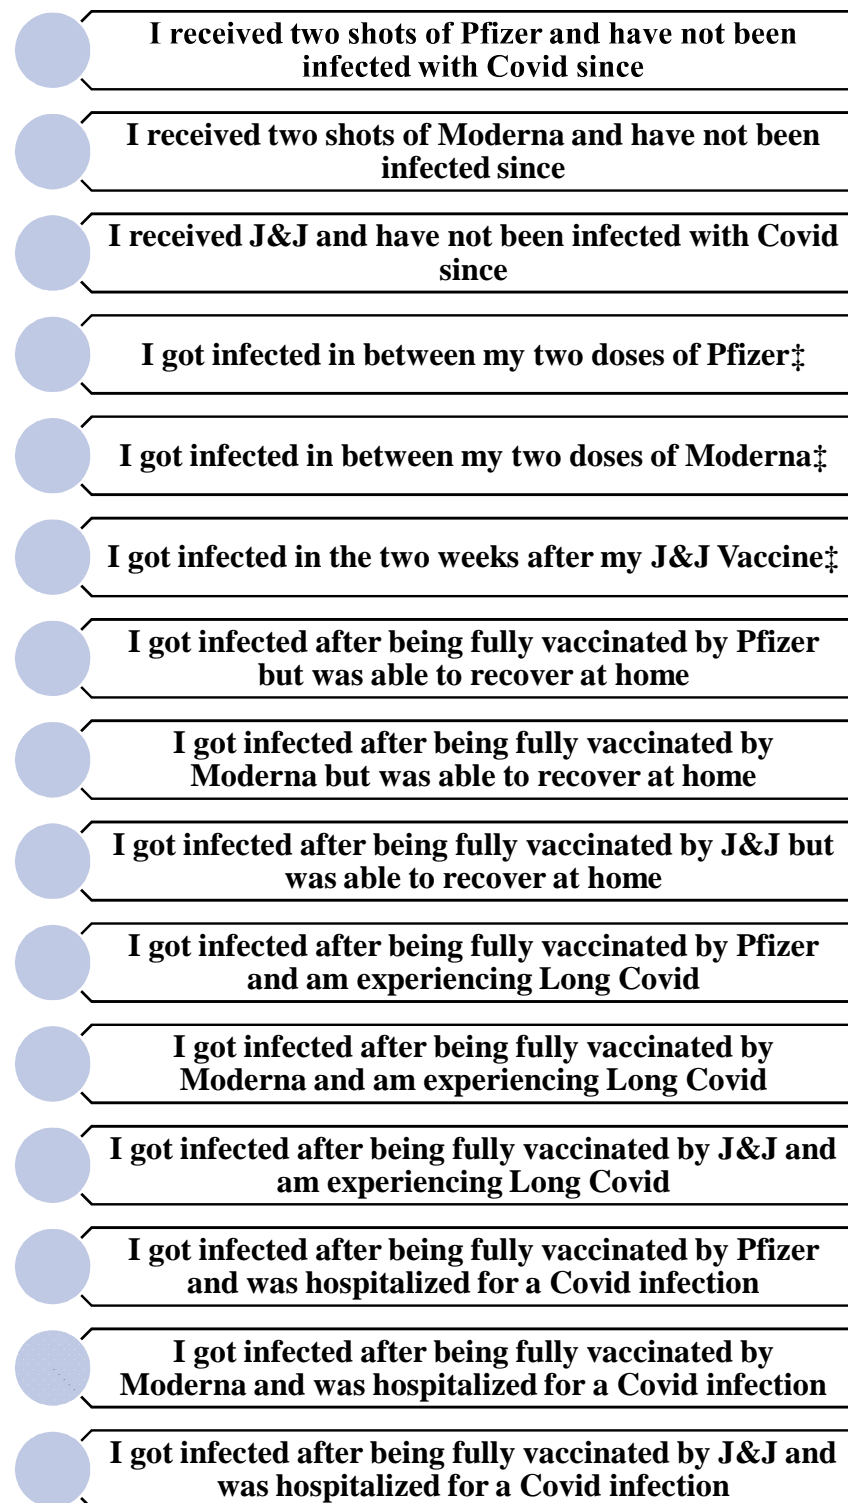 I received two shots of Pfizer and have not been
infected with Covid since
I received two shots of Moderna and have not been
infected since
I received J&J and have not been infected with Covid
since
I got infected in between my two doses of Pfizer‡
I got infected in between my two doses of Moderna‡
I got infected in the two weeks after my J&J Vaccine‡
I got infected after being fully vaccinated by Pfizer
but was able to recover at home
I got infected after being fully vaccinated by
Moderna but was able to recover at home
I got infected after being fully vaccinated by J&J but
was able to recover at home
I got infected after being fully vaccinated by Pfizer
and am experiencing Long Covid
I got infected after being fully vaccinated by
Moderna and am experiencing Long Covid
I got infected after being fully vaccinated by J&J and
am experiencing Long Covid
I got infected after being fully vaccinated by Pfizer
and was hospitalized for a Covid infection
I got infected after being fully vaccinated by
Moderna and was hospitalized for a Covid infection
I got infected after being fully vaccinated by J&J and
was hospitalized for a Covid infection